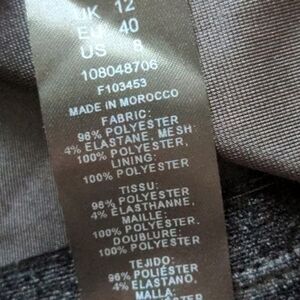 UK 12
EU 40
US 8
108048706
F103453
MADE IN MOROCCO
FABRIC:
96% POLYESTER
4% ELASTANE, MESH:
100% POLYESTER,
LINING:
100% POLYESTER
TISSU:
96% POLYESTER
4% ELASTHANNE,
MAILLE:
100% POLYESTER.
DOUBLURE:
100% POLYESTER
TEJIDO:
96% POLIÉSTER
4% ELASTANO,
MALLA: